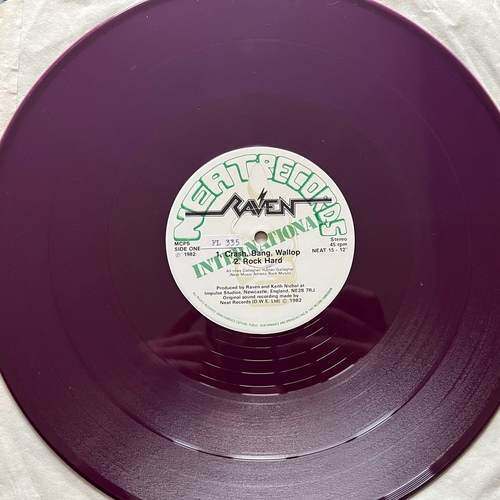 NEAT RECORDS
RAVEN
INTERNATIONAL
MCPS
SIDE ONE
℗ 1982
FL 335
Stereo
45 rpm
NEAT 15 - 12"
1. Crash, Bang, Wallop
2. Rock Hard
Produced by Raven and Keith Nichol at
Impulse Studios, Newcastle, England, NE28 7RJ
Original sound recording made by
Neat Records (D.W.E. Ltd) © 1982